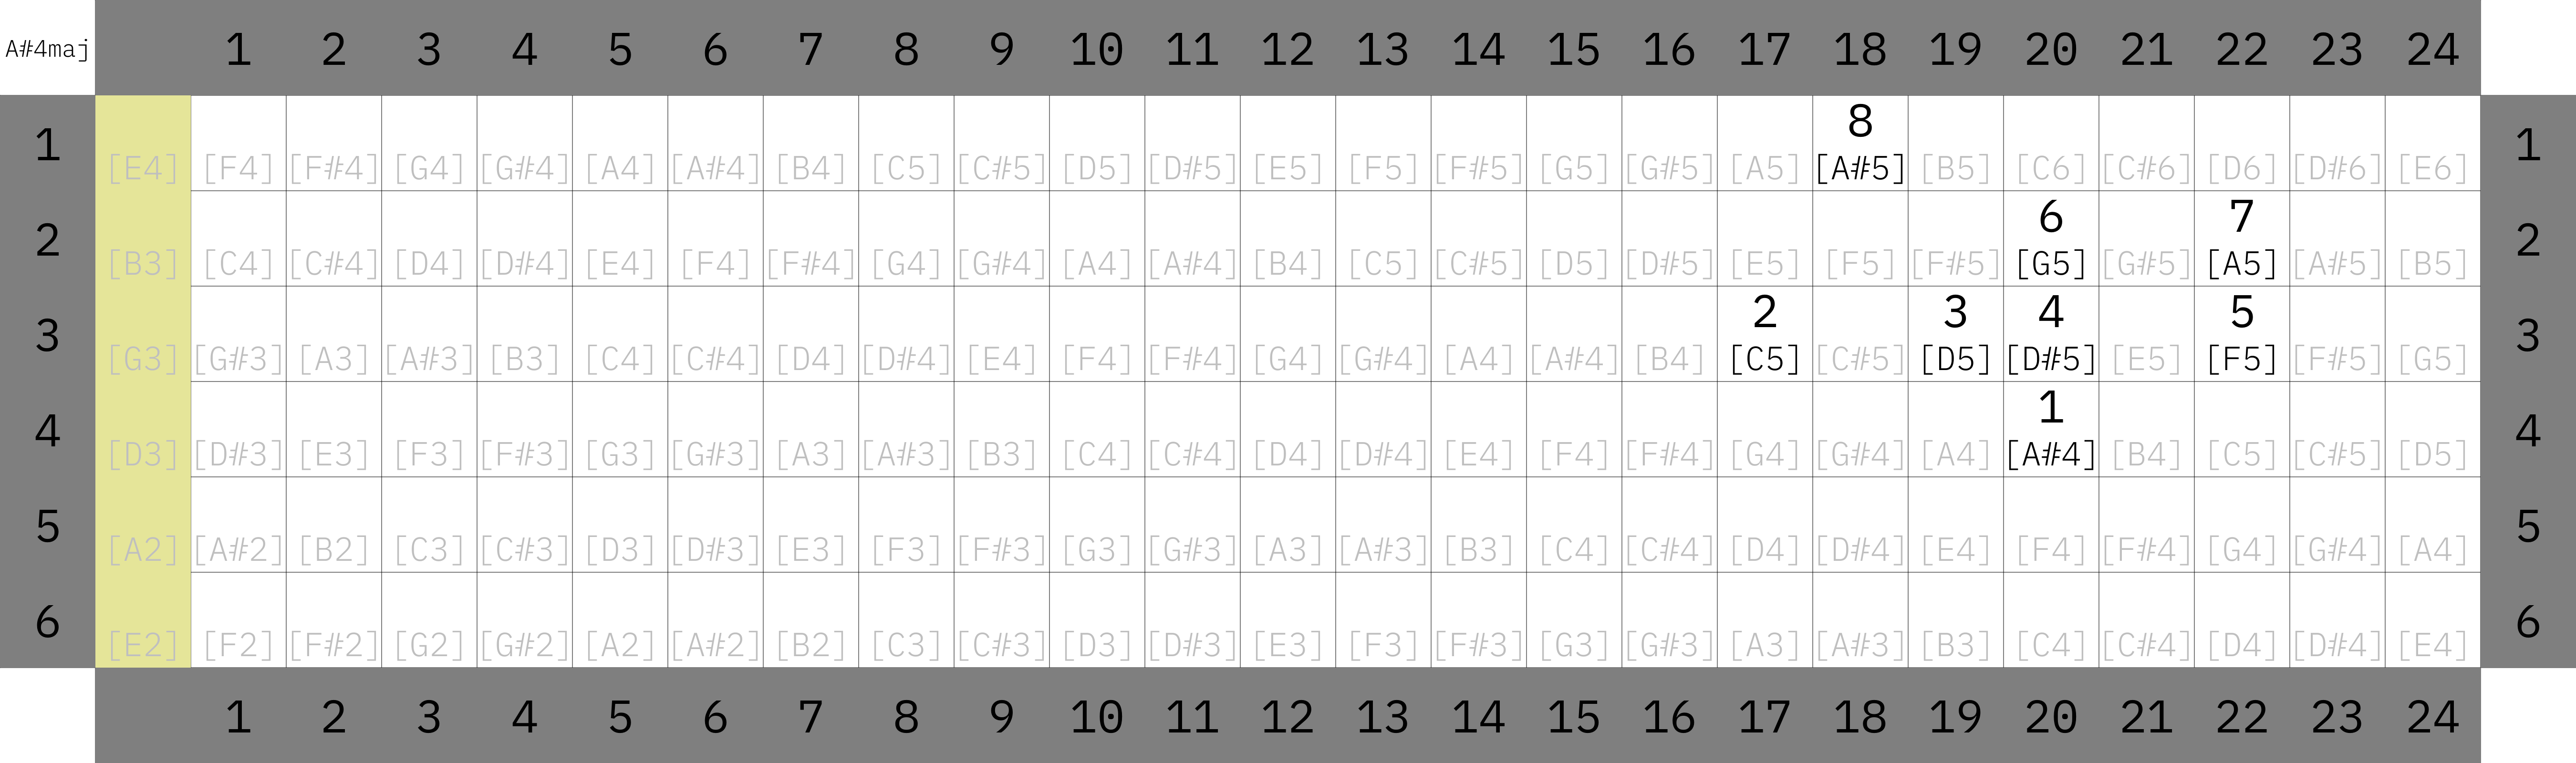 A#4maj 1 2 3 4 5 6 7 8 9 10 11 12 13 14 15 16 17 18 19 20 21 22 23 24
8
1 [E4] [F4] [F#4] [G4] [G#4] [A4] [A#4] [B4] [C5] [C#5] [D5] [D#5] [E5] [F5] [F#5] [G5] [G#5] [A5] [A#5] [B5] [C6] [C#6] [D6] [D#6] [E6] 1
6 7
2 [B3] [C4] [C#4] [D4] [D#4] [E4] [F4] [F#4] [G4] [G#4] [A4] [A#4] [B4] [C5] [C#5] [D5] [D#5] [E5] [F5] [F#5] [G5] [G#5] [A5] [A#5] [B5] 2
2 3 4 5
3 [G3] [G#3] [A3] [A#3] [B3] [C4] [C#4] [D4] [D#4] [E4] [F4] [F#4] [G4] [G#4] [A4] [A#4] [B4] [C5] [C#5] [D5] [D#5] [E5] [F5] [F#5] [G5] 3
1
4 [D3] [D#3] [E3] [F3] [F#3] [G3] [G#3] [A3] [A#3] [B3] [C4] [C#4] [D4] [D#4] [E4] [F4] [F#4] [G4] [G#4] [A4] [A#4] [B4] [C5] [C#5] [D5] 4
5 [A2] [A#2] [B2] [C3] [C#3] [D3] [D#3] [E3] [F3] [F#3] [G3] [G#3] [A3] [A#3] [B3] [C4] [C#4] [D4] [D#4] [E4] [F4] [F#4] [G4] [G#4] [A4] 5
6 [E2] [F2] [F#2] [G2] [G#2] [A2] [A#2] [B2] [C3] [C#3] [D3] [D#3] [E3] [F3] [F#3] [G3] [G#3] [A3] [A#3] [B3] [C4] [C#4] [D4] [D#4] [E4] 6
1 2 3 4 5 6 7 8 9 10 11 12 13 14 15 16 17 18 19 20 21 22 23 24